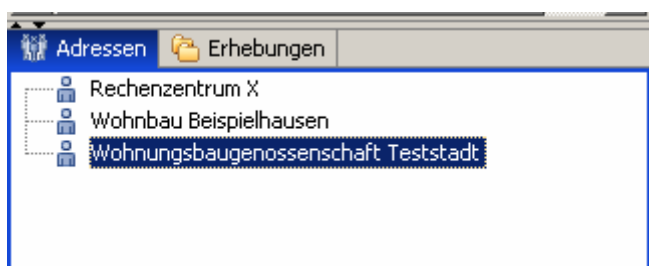 Adressen Erhebungen
Rechenzentrum X
Wohnbau Beispielhausen
Wohnungsbaugenossenschaft Teststadt